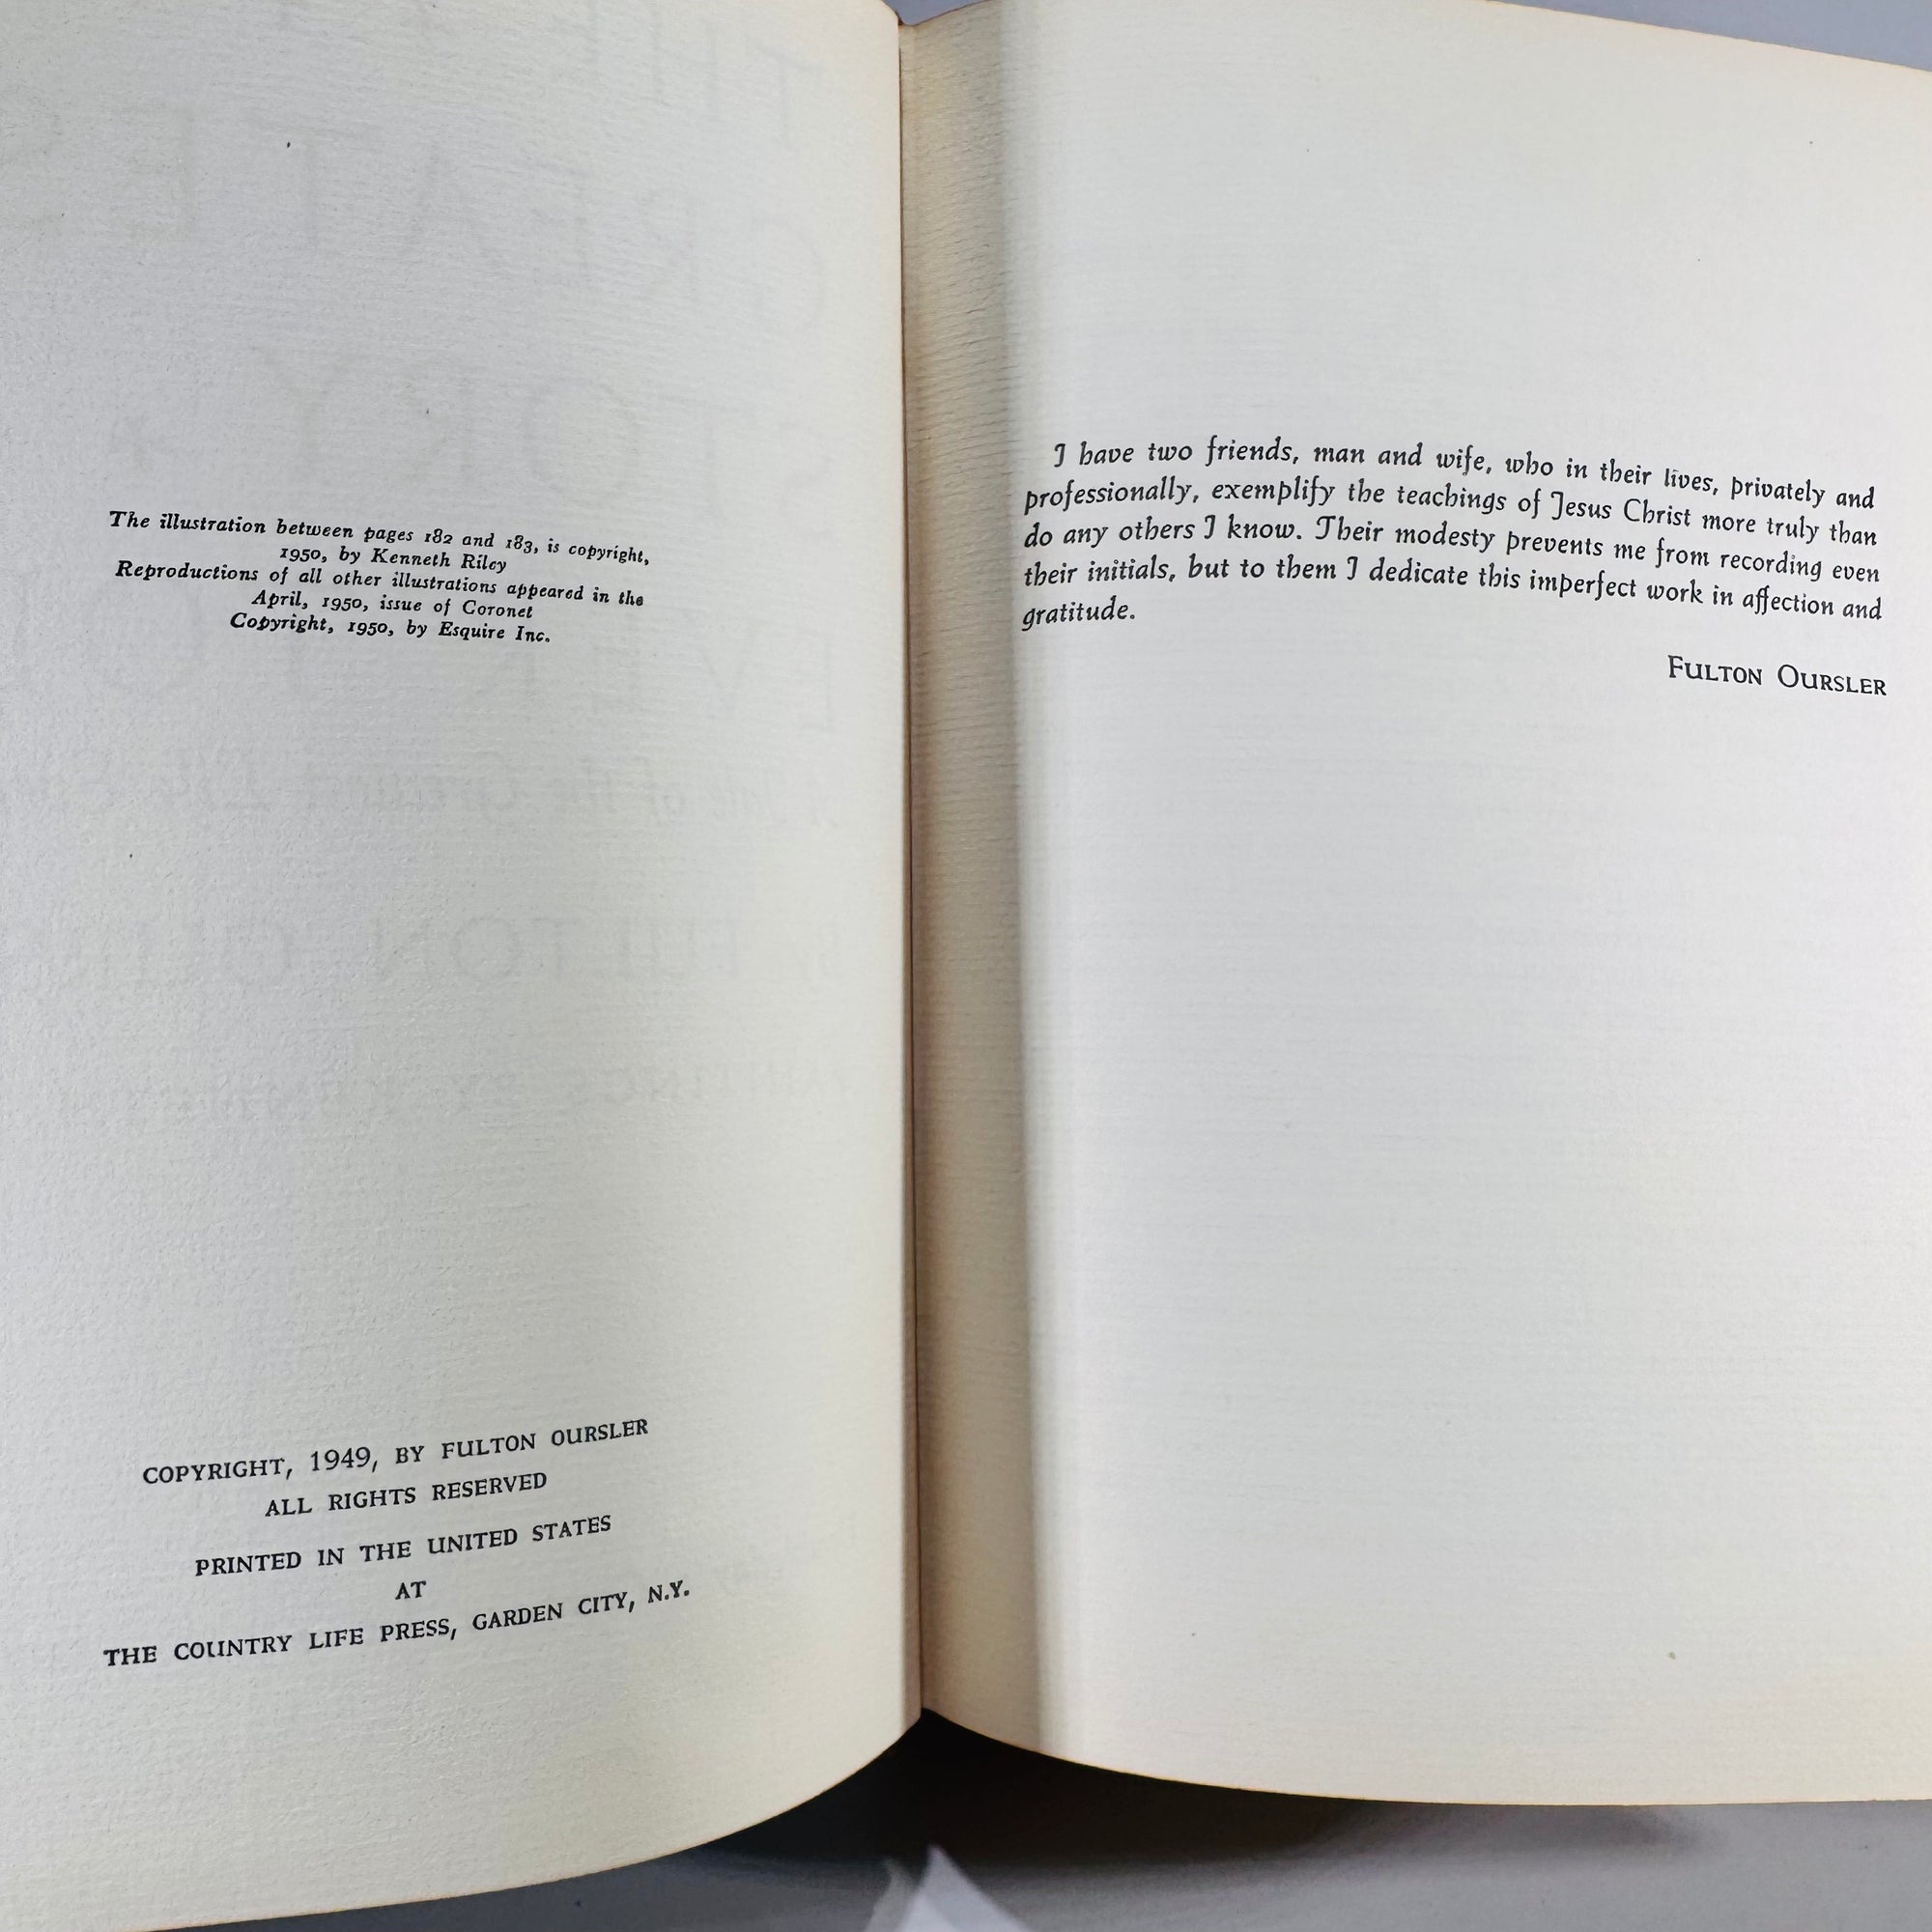 The illustration between pages 182 and 183, is copyright,
1950, by Kenneth Riley
Reproductions of all other illustrations appeared in the
April, 1950, issue of Coronet
Copyright, 1950, by Esquire Inc.
COPYRIGHT, 1949, BY FULTON OURSLER
ALL RIGHTS RESERVED
PRINTED IN THE UNITED STATES
AT
THE COUNTRY LIFE PRESS, GARDEN CITY, N.Y.
I have two friends, man and wife, who in their lives, privately and
professionally, exemplify the teachings of Jesus Christ more truly than
do any others I know. Their modesty prevents me from recording even
their initials, but to them I dedicate this imperfect work in affection and
gratitude.
FULTON OURSLER